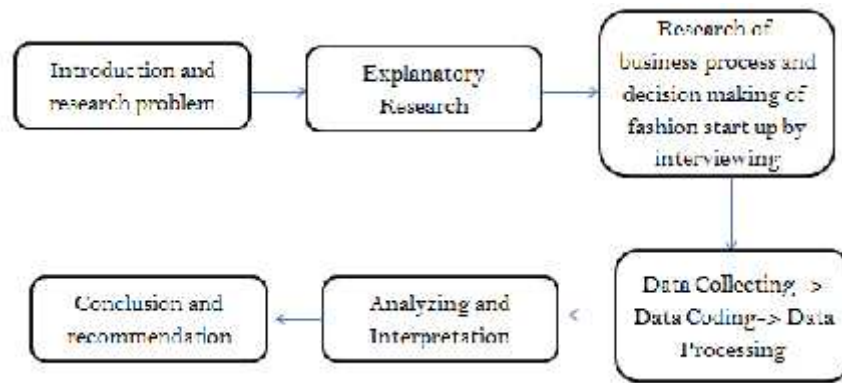 Introduction and
research problem
Explanatory
Research
Research of
business process and
decision making of
fashion start up by
interviewing
Data Collecting ->
Data Coding-> Data
Processing
Analyzing and
Interpretation
Conclusion and
recommendation